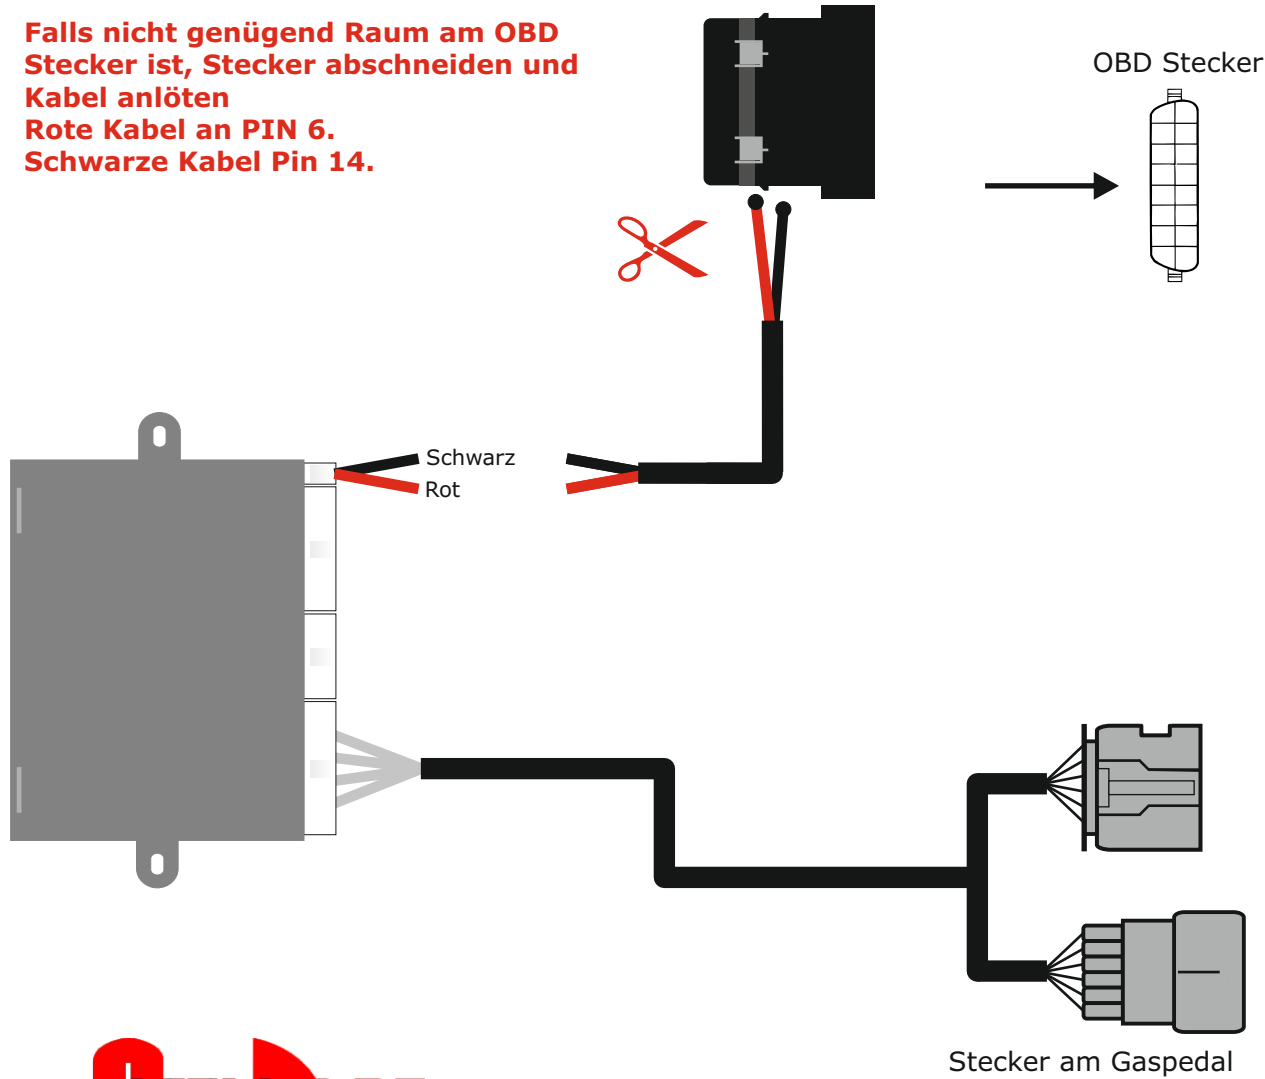 Falls nicht genügend Raum am OBD
Stecker ist, Stecker abschneiden und
Kabel anlöten
Rote Kabel an PIN 6.
Schwarze Kabel Pin 14.
OBD Stecker
Schwarz
Rot
Stecker am Gaspedal